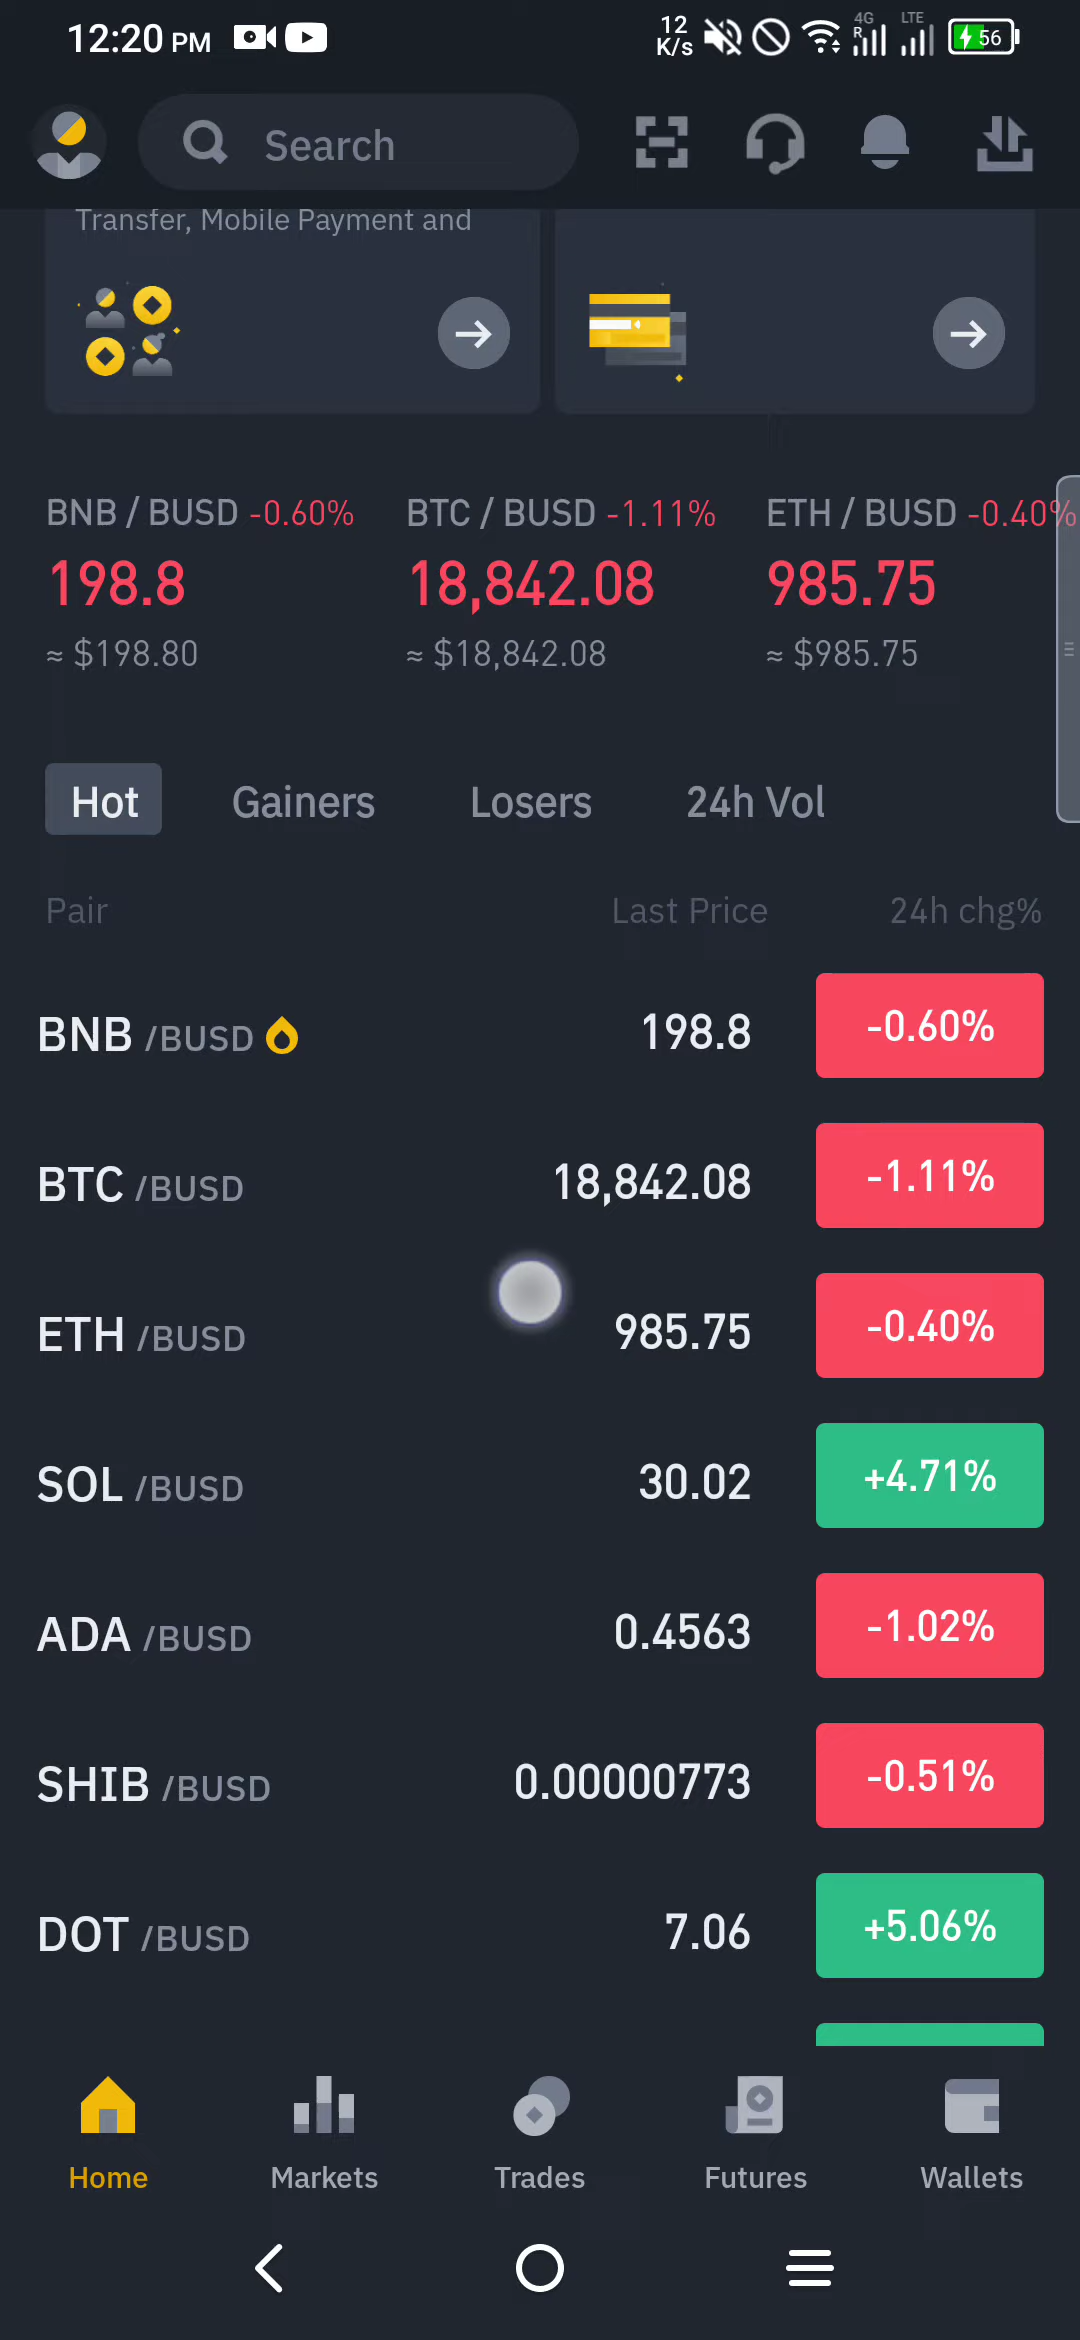 12:20 PM 12 K/s 4G R LTE 56
Search
Transfer, Mobile Payment and
BNB / BUSD -0.60% BTC / BUSD -1.11% ETH / BUSD -0.40%
198.8 18,842.08 985.75
≈ $198.80 ≈ $18,842.08 ≈ $985.75
Hot Gainers Losers 24h Vol
Pair Last Price 24h chg%
BNB /BUSD 198.8 -0.60%
BTC /BUSD 18,842.08 -1.11%
ETH /BUSD 985.75 -0.40%
SOL /BUSD 30.02 +4.71%
ADA /BUSD 0.4563 -1.02%
SHIB /BUSD 0.00000773 -0.51%
DOT /BUSD 7.06 +5.06%
Home Markets Trades Futures Wallets